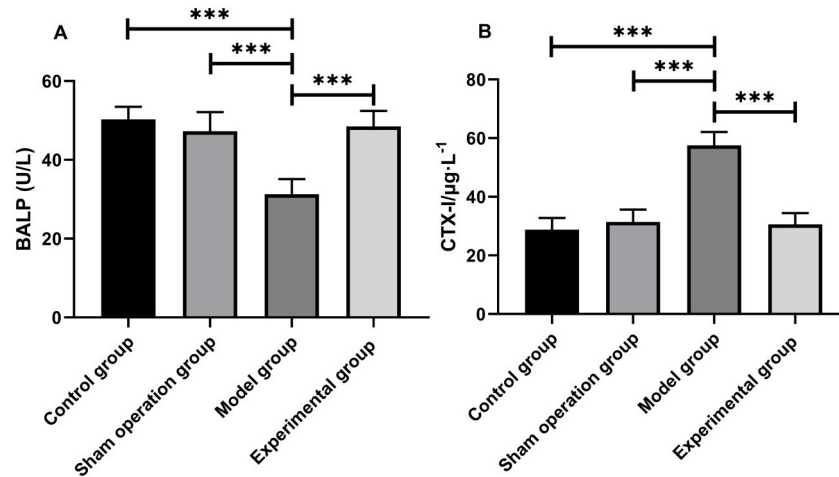 A
***
***
***
BALP (U/L)
60
40
20
0
Control group
Sham operation group
Model group
Experimental group
B
***
***
***
CTX-I/μg·L⁻¹
80
60
40
20
0
Control group
Sham operation group
Model group
Experimental group